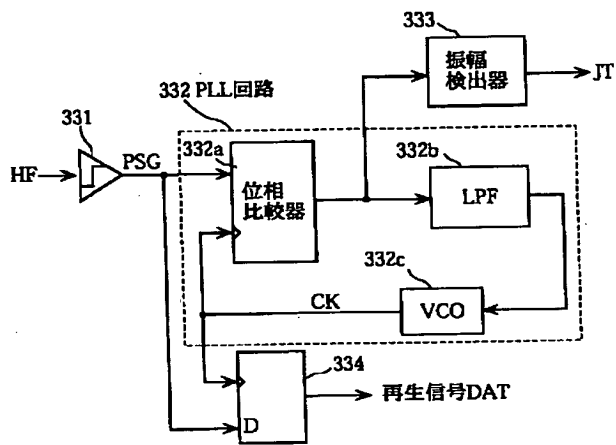 333
振幅
検出器
JT
332 PLL回路
331
HF
PSG
332a
位相
比較器
332b
LPF
332c
VCO
CK
334
D
再生信号DAT